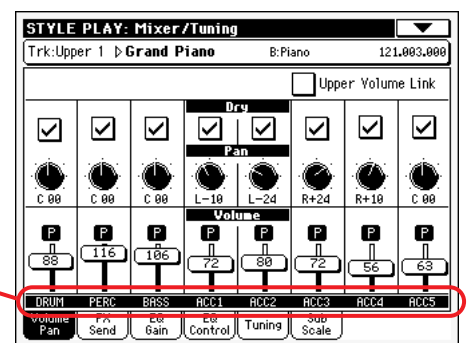 STYLE PLAY: Mixer/Tuning
Trk:Upper 1 Grand Piano B:Piano 121.003.000
Upper Volume Link
Dry
Pan
C 00 C 00 C 00 L-10 L-24 R+24 R+10 C 00
Volume
P P P P P P P P
88 116 106 72 80 72 56 63
DRUM PERC BASS ACC1 ACC2 ACC3 ACC4 ACC5
Volume Pan FX Send EQ Gain EQ Control Tuning Sub Scale